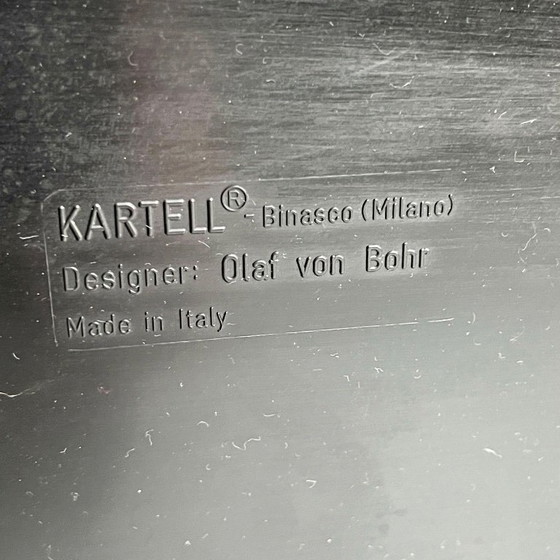 KARTELL® - Binasco (Milano)
Designer: Olaf von Bohr
Made in Italy